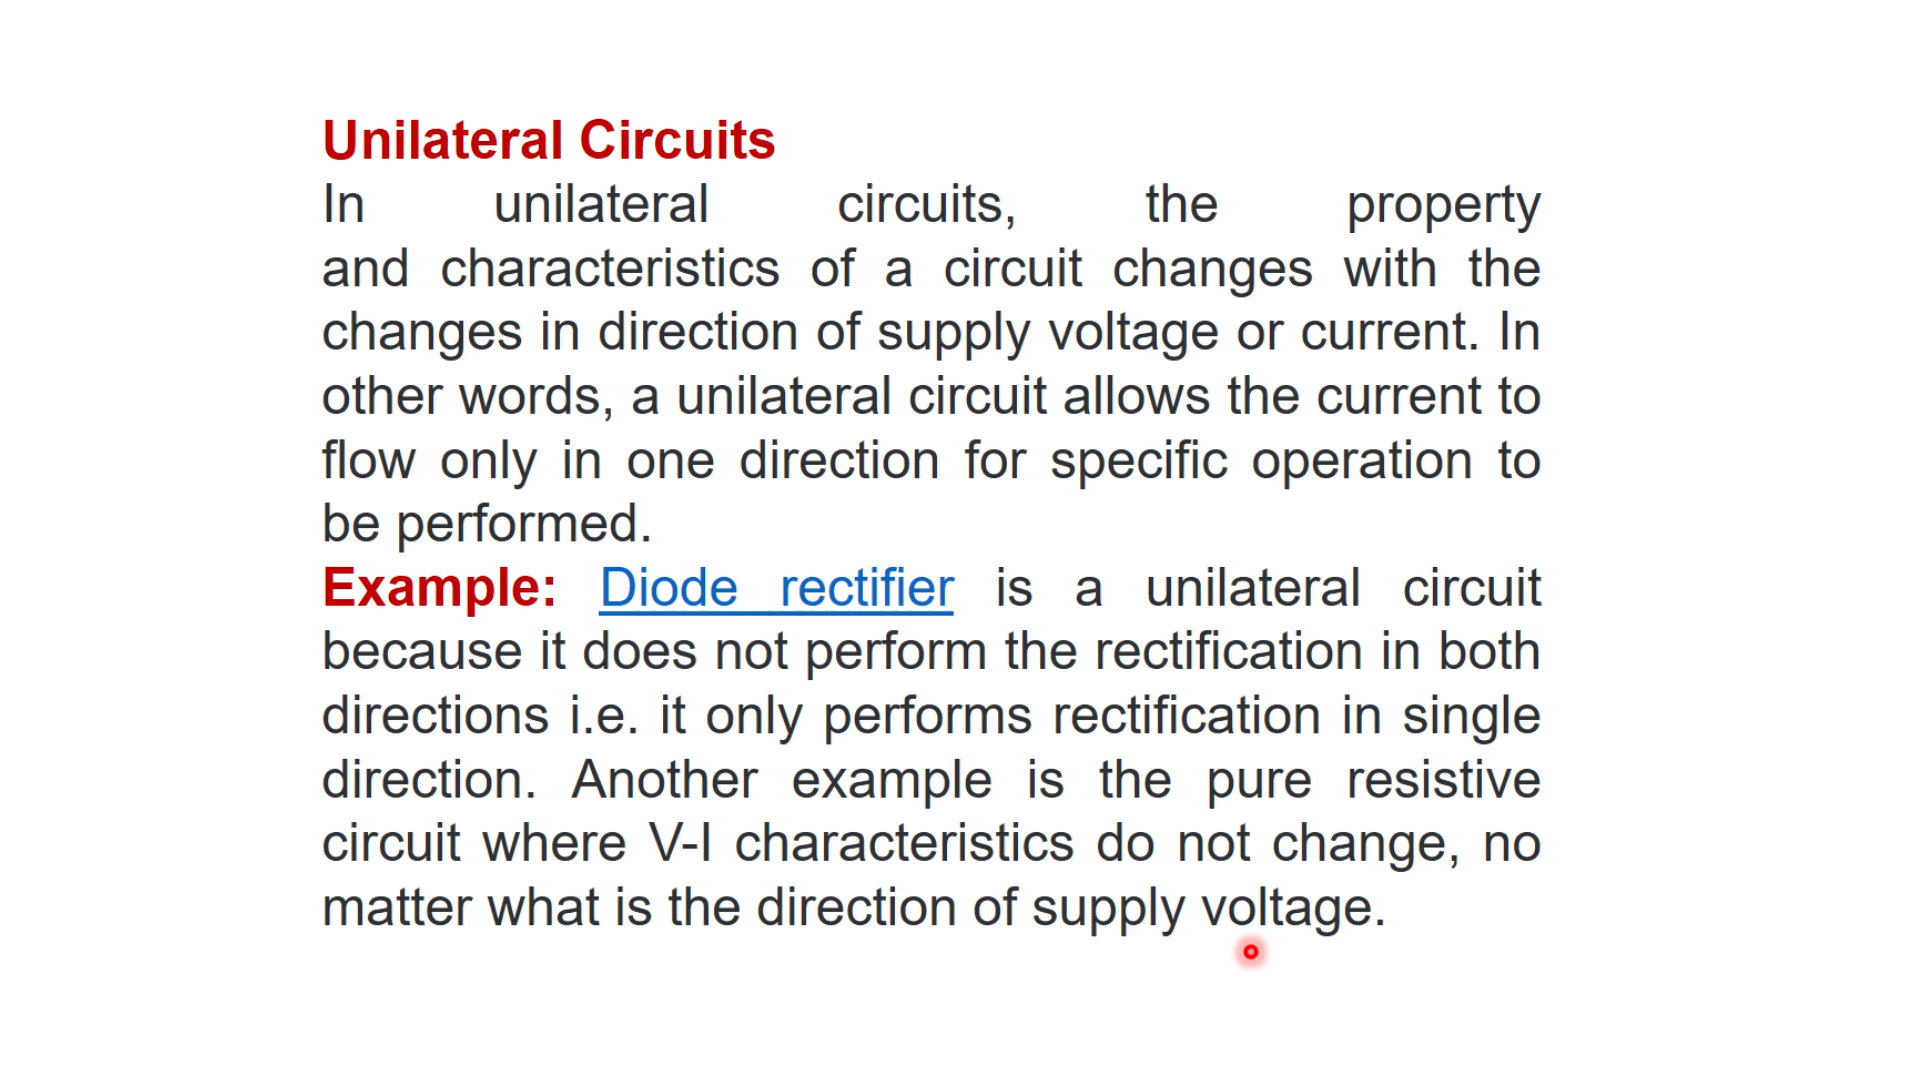 Unilateral Circuits
In unilateral circuits, the property
and characteristics of a circuit changes with the
changes in direction of supply voltage or current. In
other words, a unilateral circuit allows the current to
flow only in one direction for specific operation to
be performed.
Example: Diode rectifier is a unilateral circuit
because it does not perform the rectification in both
directions i.e. it only performs rectification in single
direction. Another example is the pure resistive
circuit where V-I characteristics do not change, no
matter what is the direction of supply voltage.